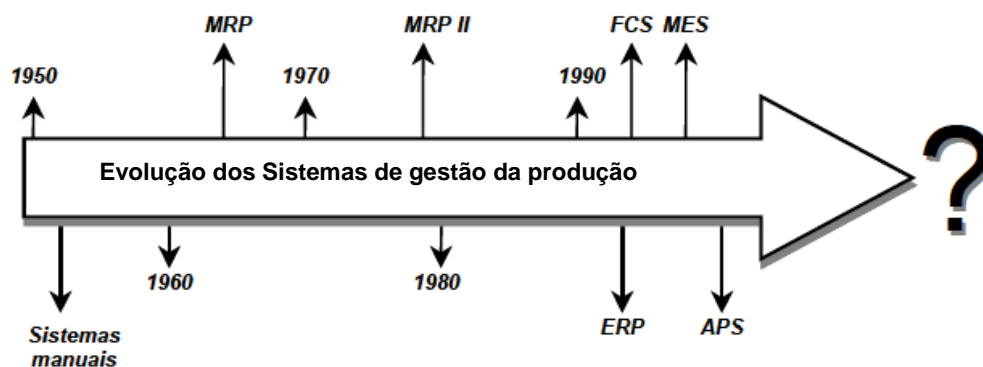 MRP
MRP II
FCS MES
1950
1970
1990
Evolução dos Sistemas de gestão da produção
?
1960
1980
Sistemas
manuais
ERP
APS